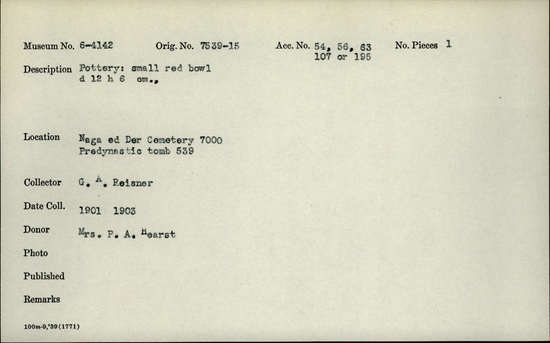 Museum No. 6-4142 Orig. No. 7539-15 Acc. No. 54, 56, 63 No. Pieces 1
107 or 195
Description Pottery: small red bowl
d 12 h 6 cm.,
Location Naga ed Der Cemetery 7000
Predynastic tomb 539
Collector G. A. Reisner
Date Coll. 1901 1903
Donor Mrs. P. A. Hearst
Photo
Published
Remarks
100m-9,'39(1771)